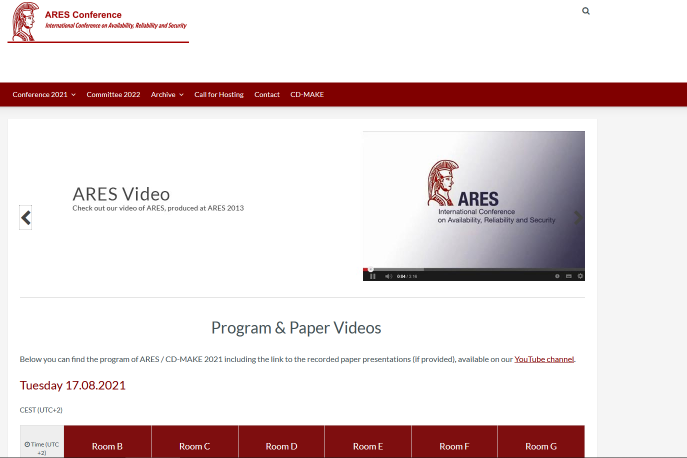 ARES Conference
International Conference on Availability, Reliability and Security
Conference 2021 Committee 2022 Archive Call for Hosting Contact CD-MAKE
ARES Video
Check out our video of ARES, produced at ARES 2013
ARES
International Conference
on Availability, Reliability and Security
0:04 / 3:16
Program & Paper Videos
Below you can find the program of ARES / CD-MAKE 2021 including the link to the recorded paper presentations (if provided), available on our YouTube channel.
Tuesday 17.08.2021
CEST (UTC+2)
Time (UTC
+2)
Room B Room C Room D Room E Room F Room G